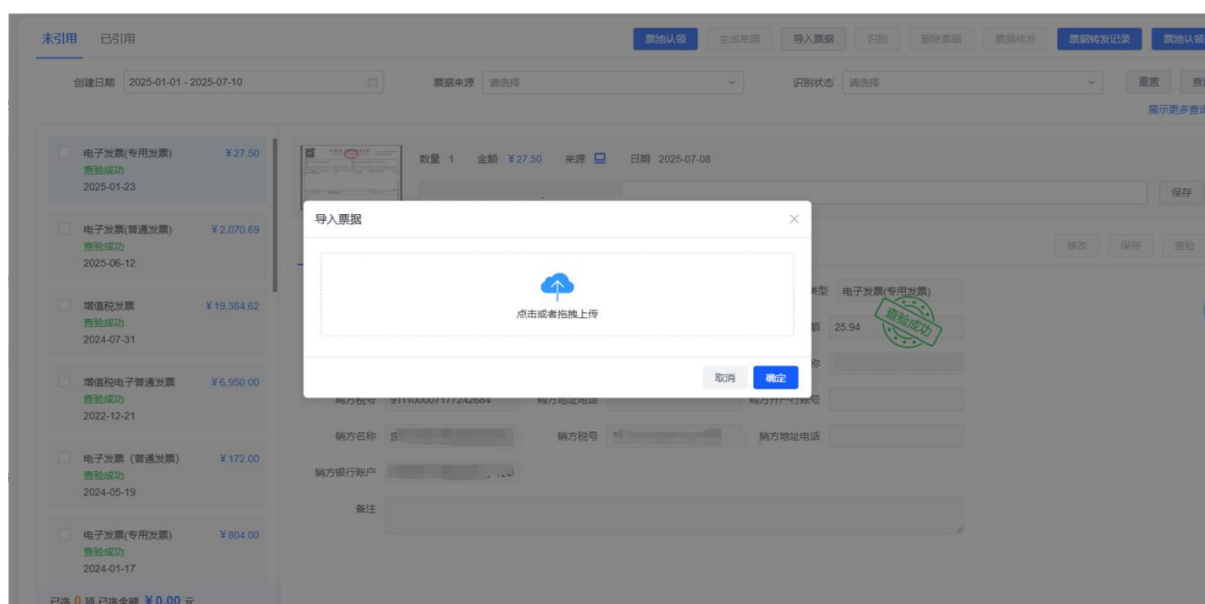 未引用 已引用 票池认领 生成单据 导入票据 识别 删除票据 票据转发 票据转发记录 票池认领
创建日期 2025-01-01 - 2025-07-10 票据来源 请选择 识别状态 请选择 重置
展示更多查询
电子发票(专用发票) ¥27.50
查验成功
2025-01-23
数量 1 金额 ¥27.50 来源 日期 2025-07-08
保存
电子发票(普通发票) ¥2,070.69
查验成功
2025-06-12
修改 保存 查验
导入票据
点击或者拖拽上传
取消 确定
增值税发票 ¥19,384.62
查验成功
2024-07-31
类型 电子发票(专用发票)
额 25.94
查验成功
称
增值税电子普通发票 ¥6,950.00
查验成功
2022-12-21
购方税号 911100007177242684 购方地址电话 购方开户行账号
销方名称 销方税号 销方地址电话
电子发票（普通发票） ¥172.00
查验成功
2024-05-19
销方银行账户
备注
电子发票(专用发票) ¥804.00
查验成功
2024-01-17
已选 0 项 已选金额 ¥0.00 元